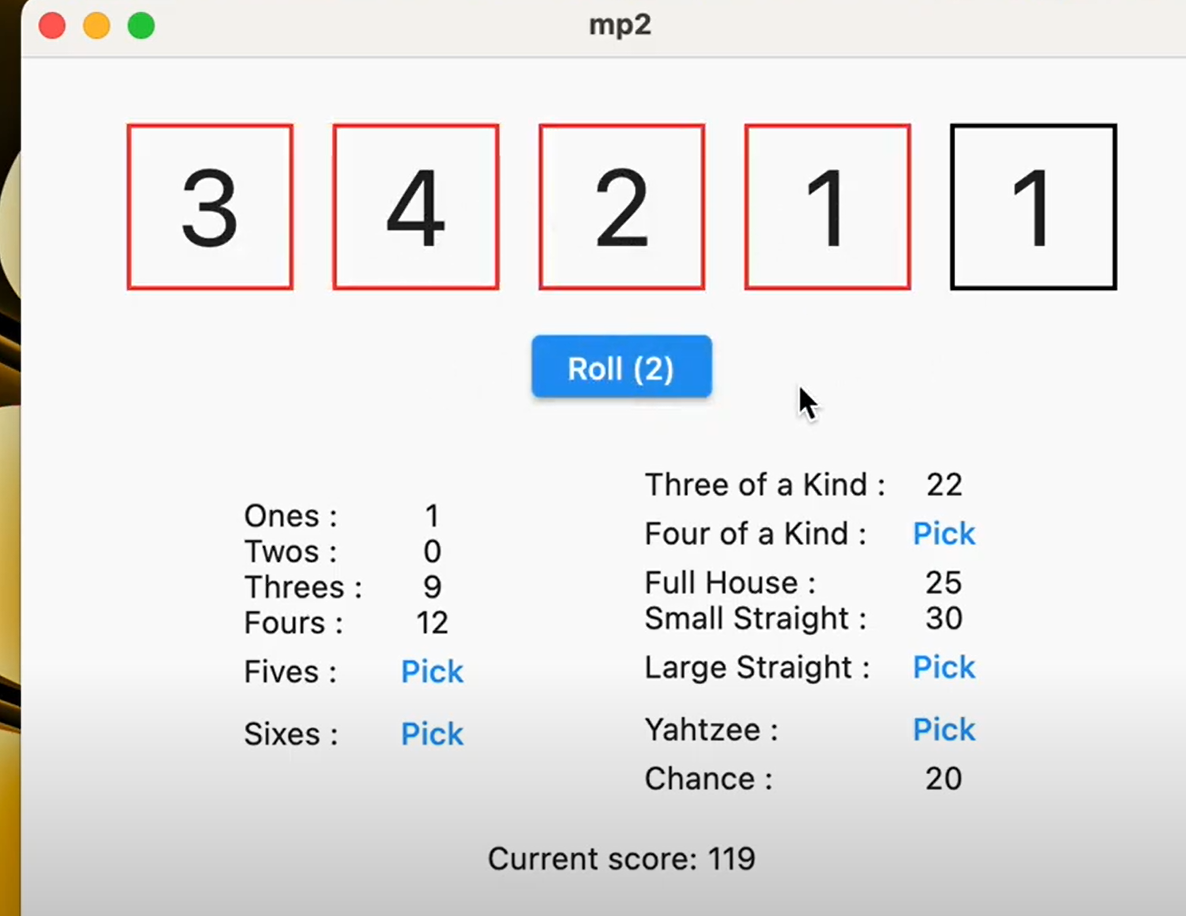 mp2
3 4 2 1 1
Roll (2)
Ones : 1
Twos : 0
Threes : 9
Fours : 12
Fives : Pick
Sixes : Pick
Three of a Kind : 22
Four of a Kind : Pick
Full House : 25
Small Straight : 30
Large Straight : Pick
Yahtzee : Pick
Chance : 20
Current score: 119